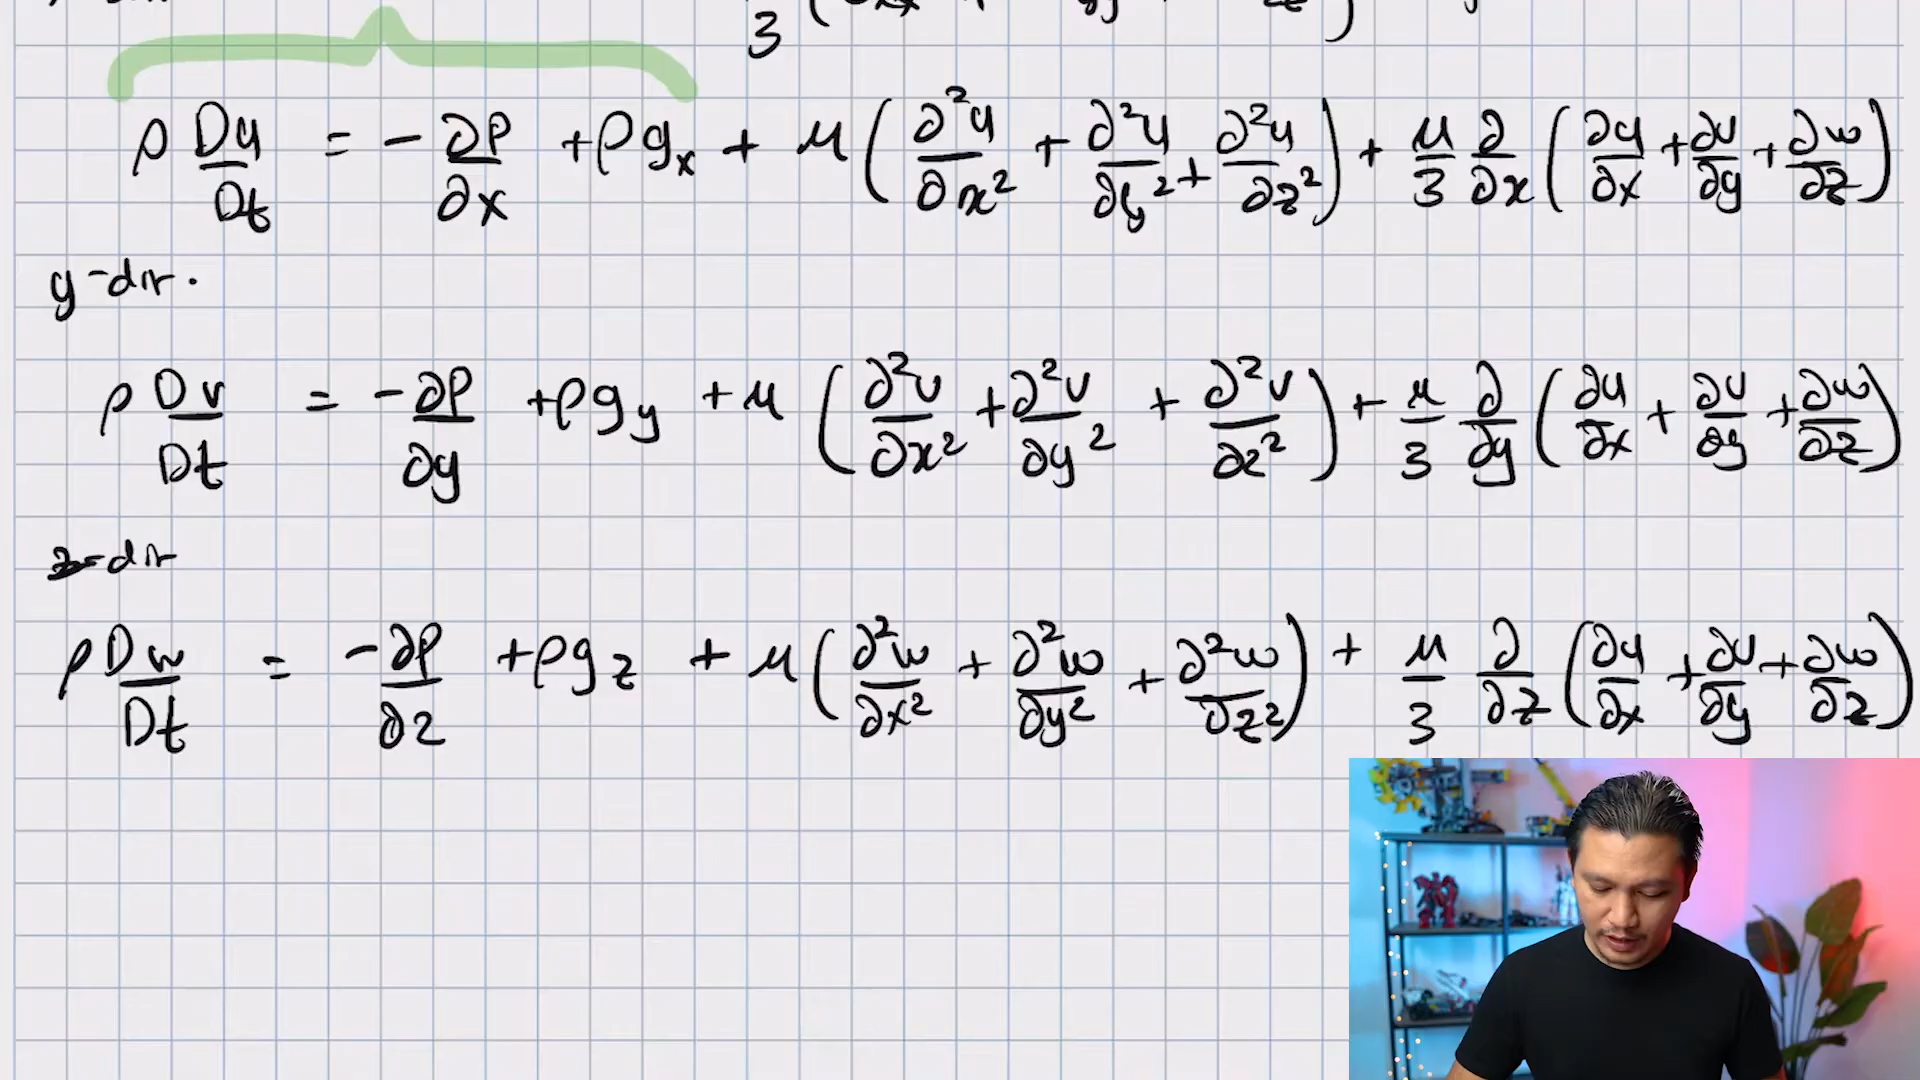 3
ρ Du/Dt = - ∂P/∂x + ρg_x + μ(∂²u/∂x² + ∂²u/∂y² + ∂²u/∂z²) + μ/3 ∂/∂x (∂u/∂x + ∂v/∂y + ∂w/∂z)
y-dir.
ρ Dv/Dt = - ∂P/∂y + ρg_y + μ(∂²v/∂x² + ∂²v/∂y² + ∂²v/∂z²) + μ/3 ∂/∂y (∂u/∂x + ∂v/∂y + ∂w/∂z)
z-dir
ρ Dw/Dt = - ∂P/∂z + ρg_z + μ(∂²w/∂x² + ∂²w/∂y² + ∂²w/∂z²) + μ/3 ∂/∂z (∂u/∂x + ∂v/∂y + ∂w/∂z)